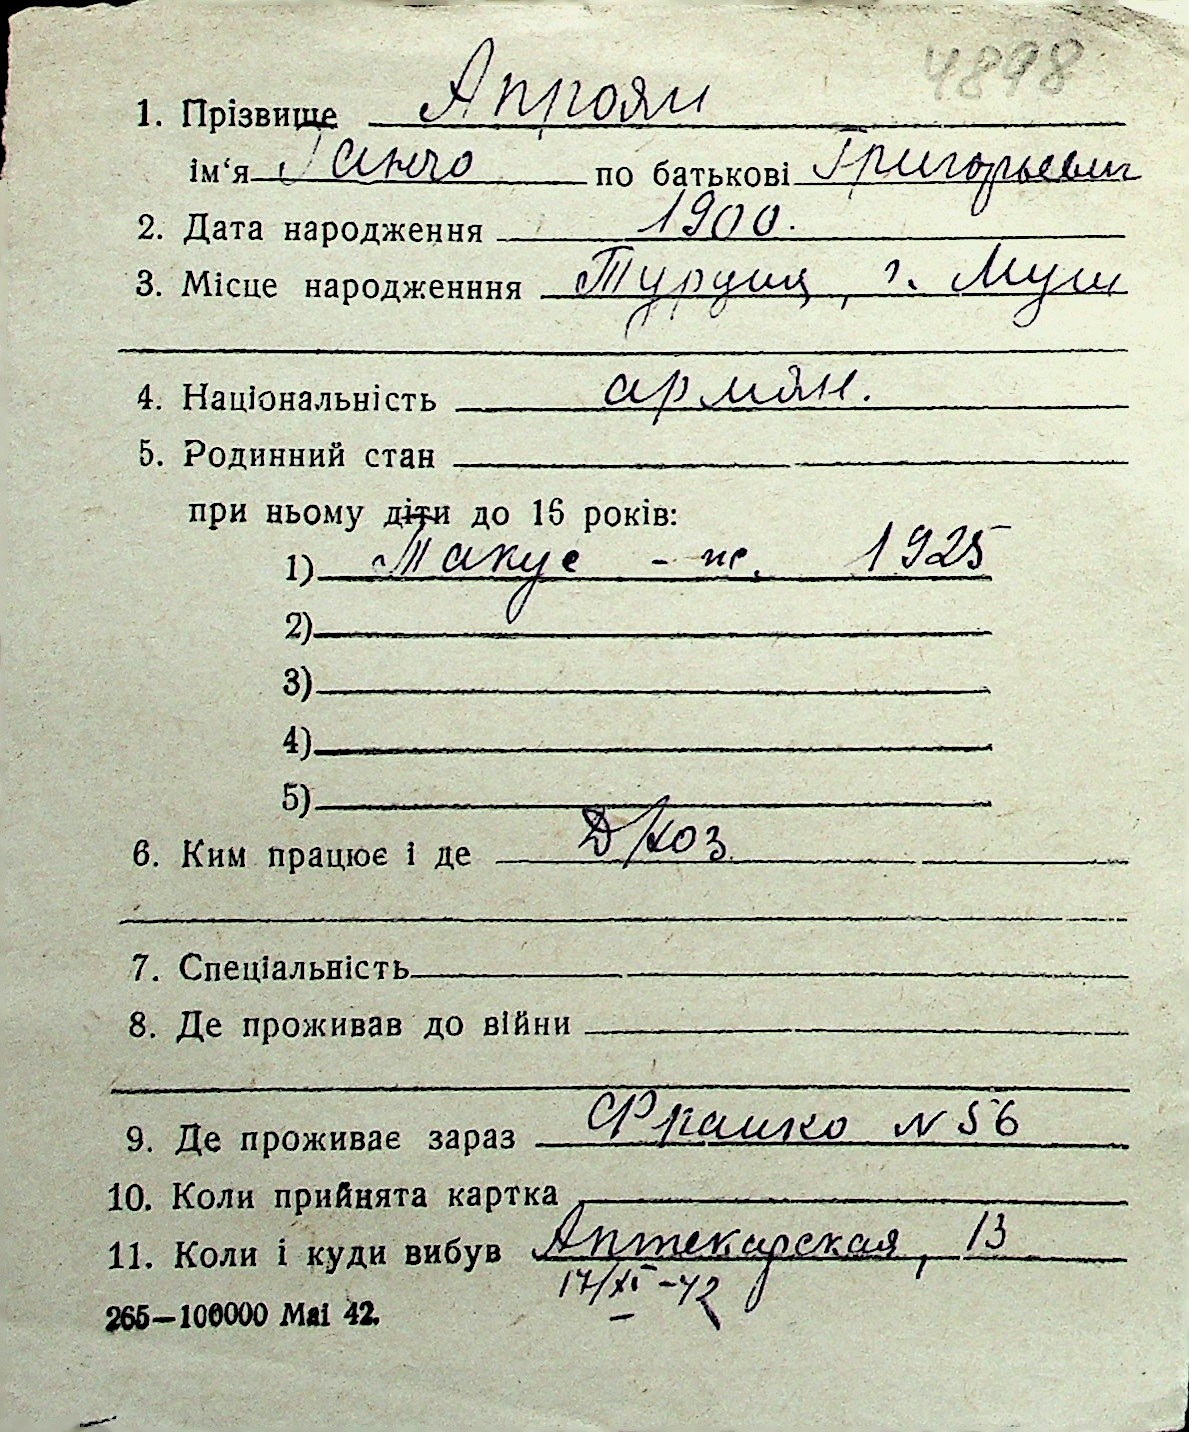 4898
1. Прізвище Апроян
ім‘я Ганчо по батькові Григорьевич
2. Дата народження 1900.
3. Місце народженння Турция, г. Муш
4. Національність армян.
5. Родинний стан
при ньому діти до 16 років:
1) Такуе - ж. 1925
2)
3)
4)
5)
6. Ким працює і де Д/хоз.
7. Спеціальність
8. Де проживав до війни
9. Де проживає зараз Франко N 56
10. Коли прийнята картка
11. Коли і куди вибув Аптекарская, 13
17/XI-42
265—100000 Mai 42.